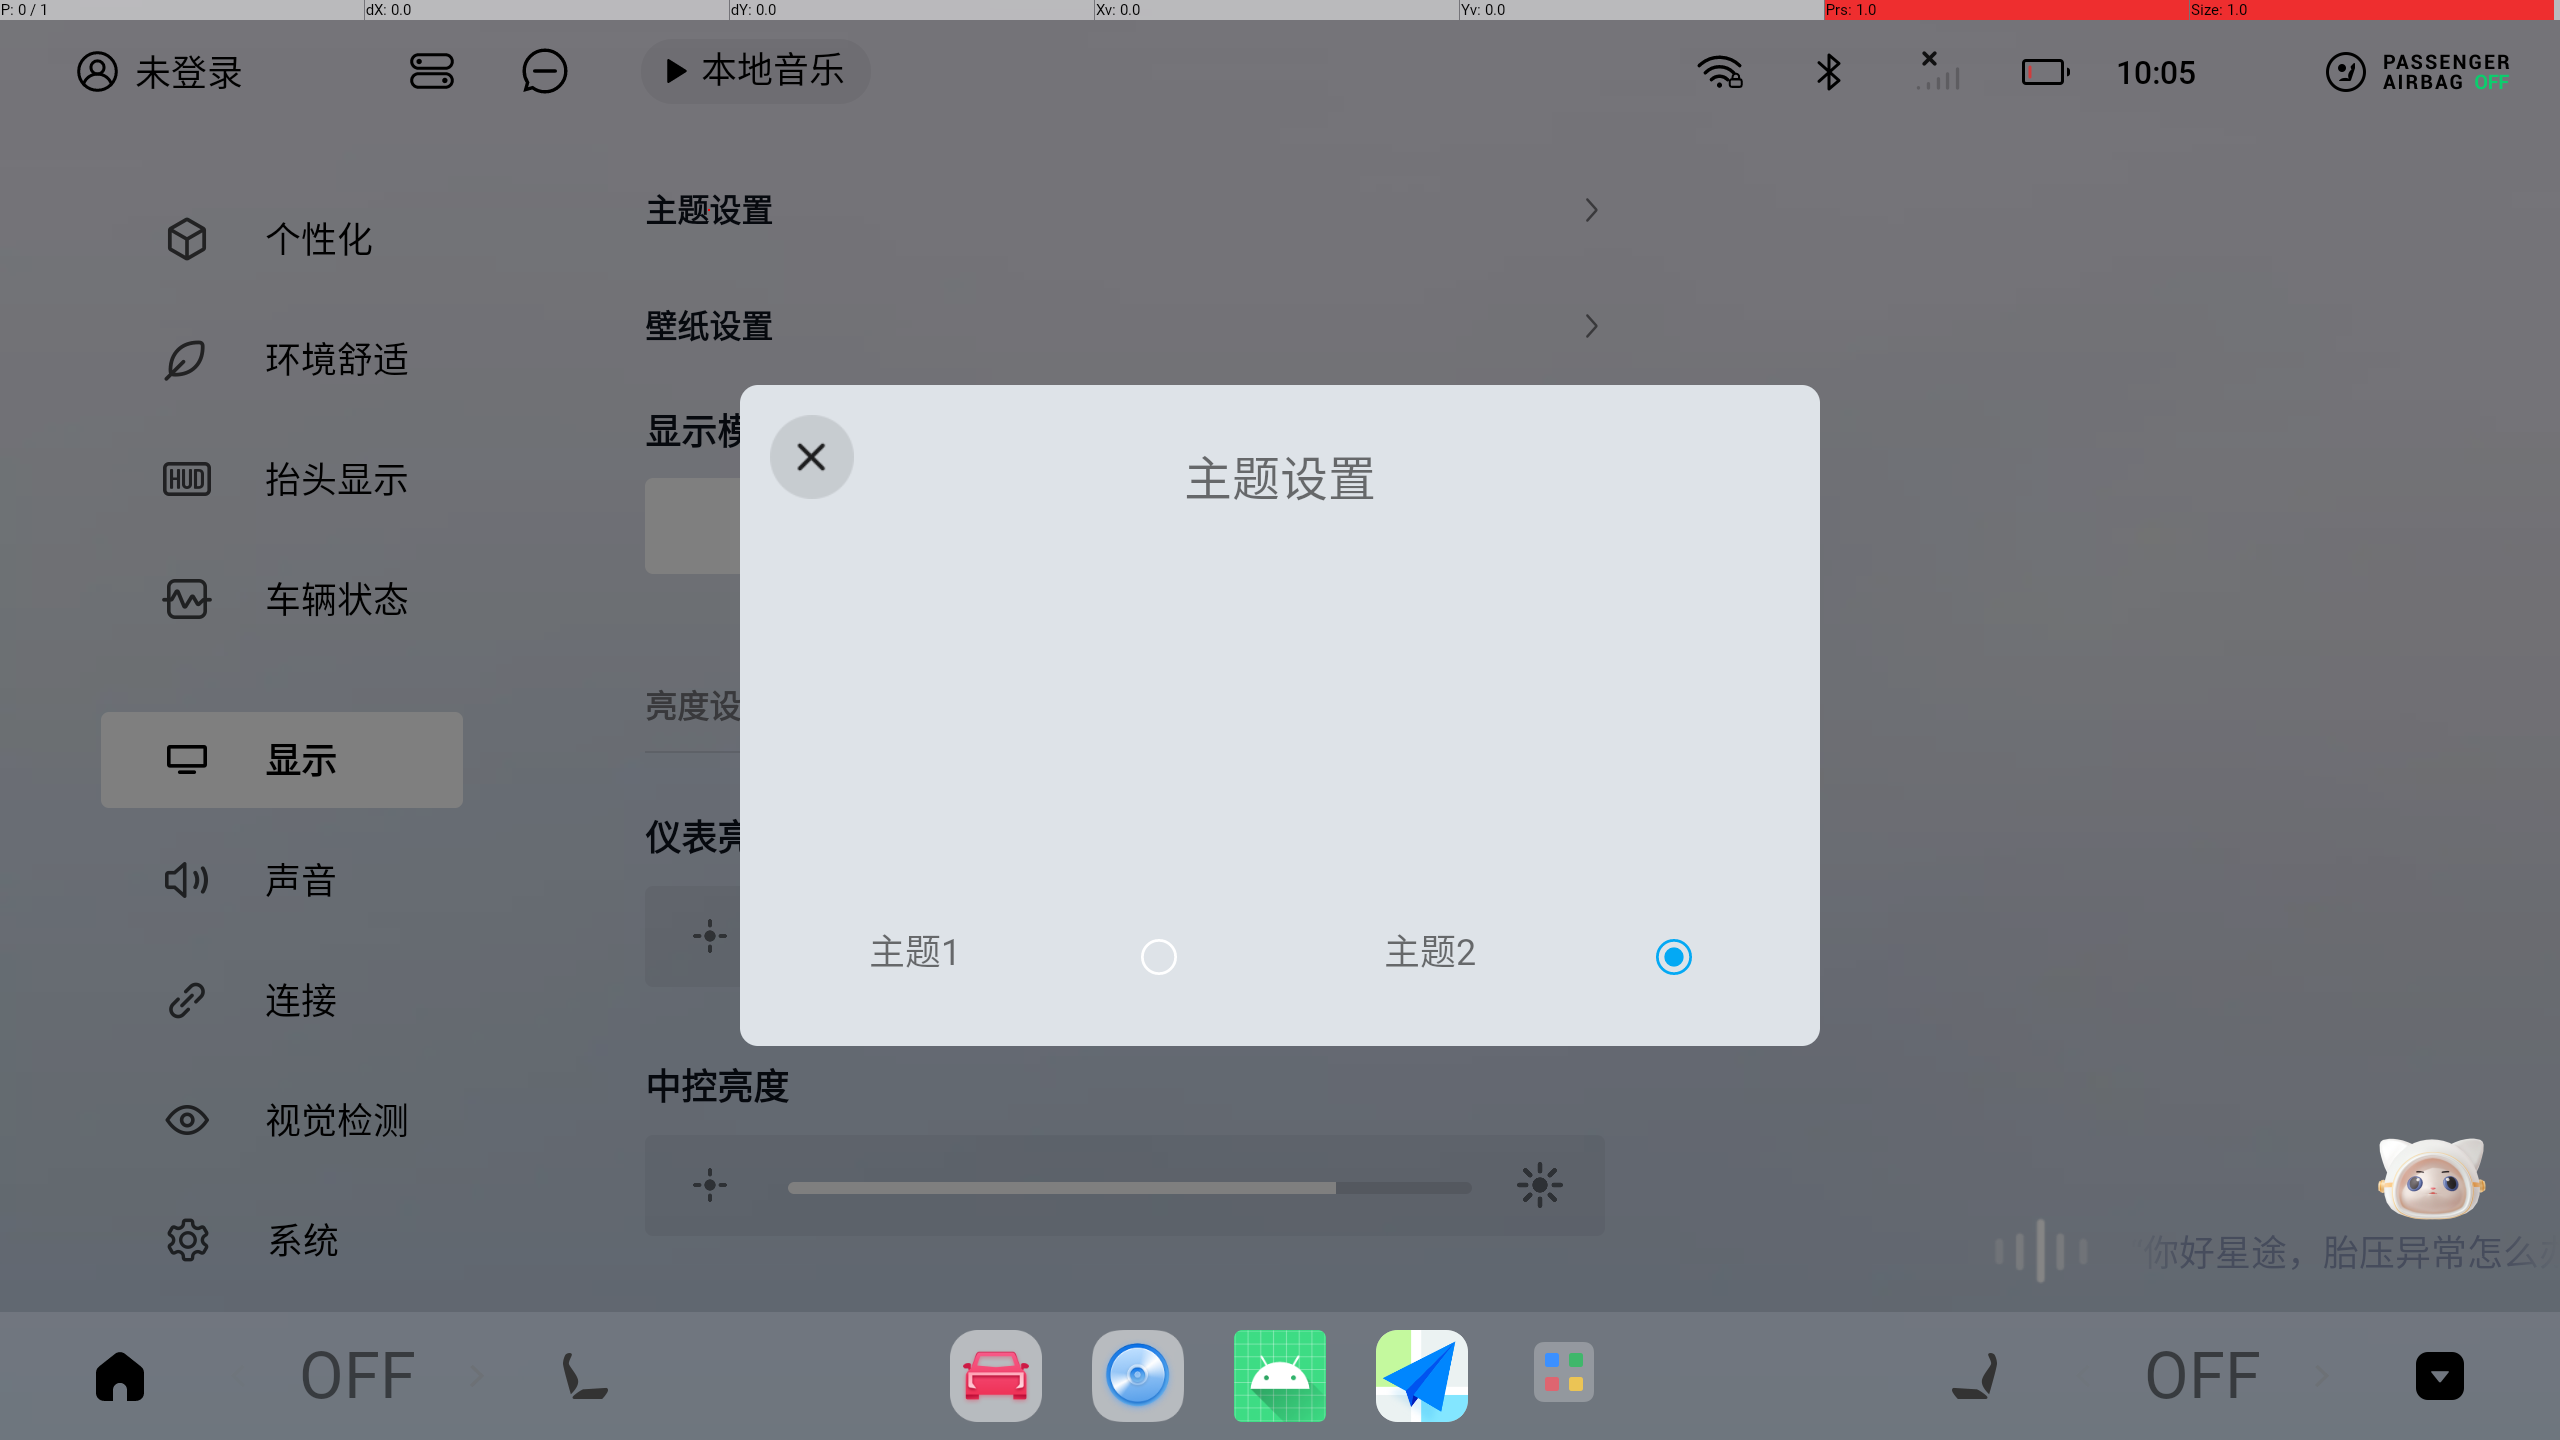 P: 0 / 1 dX: 0.0 dY: 0.0 Xv: 0.0 Yv: 0.0 Prs: 1.0 Size: 1.0
未登录 本地音乐 10:05 PASSENGER
AIRBAG OFF
主题设置
个性化
壁纸设置
环境舒适
显示模
主题设置
抬头显示
HUD
车辆状态
亮度设
显示
仪表亮
声音
主题1 主题2
连接
中控亮度
视觉检测
系统
你好星途，胎压异常怎么
OFF OFF